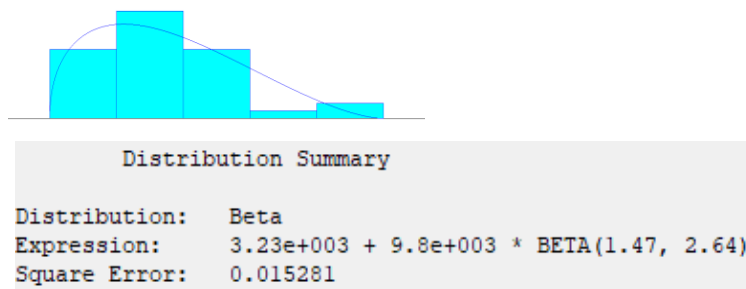 Distribution Summary
Distribution: Beta
Expression: 3.23e+003 + 9.8e+003 * BETA(1.47, 2.64)
Square Error: 0.015281